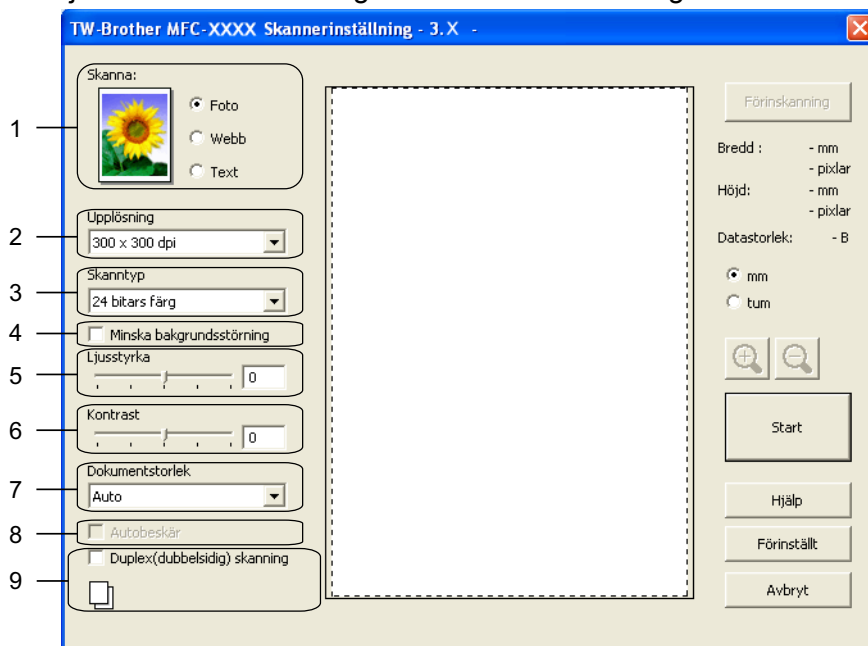 TW-Brother MFC-XXXX Skannerinställning - 3.X -
Skanna:
Foto
Webb
Text
1
Upplösning
300 x 300 dpi
2
Skanntyp
24 bitars färg
3
Minska bakgrundsstörning
4
Ljusstyrka
0
5
Kontrast
0
6
Dokumentstorlek
Auto
7
Autobeskär
8
Duplex(dubbelsidig) skanning
9
Förinskanning
Bredd : - mm
- pixlar
Höjd: - mm
- pixlar
Datastorlek: - B
mm
tum
Start
Hjälp
Förinställt
Avbryt